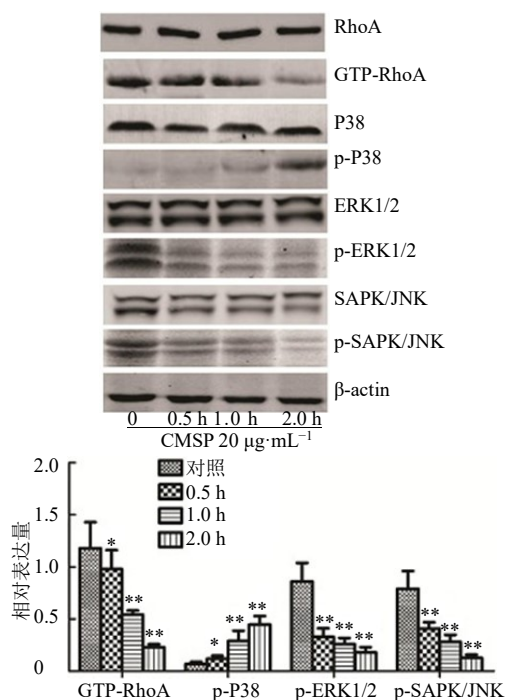 RhoA
GTP-RhoA
P38
p-P38
ERK1/2
p-ERK1/2
SAPK/JNK
p-SAPK/JNK
β-actin
0 0.5 h 1.0 h 2.0 h
CMSP 20 μg·mL⁻¹
2.0
1.5
1.0
0.5
0
相对表达量
对照
0.5 h
1.0 h
2.0 h
* ** **
* ** **
** ** **
** ** **
GTP-RhoA p-P38 p-ERK1/2 p-SAPK/JNK